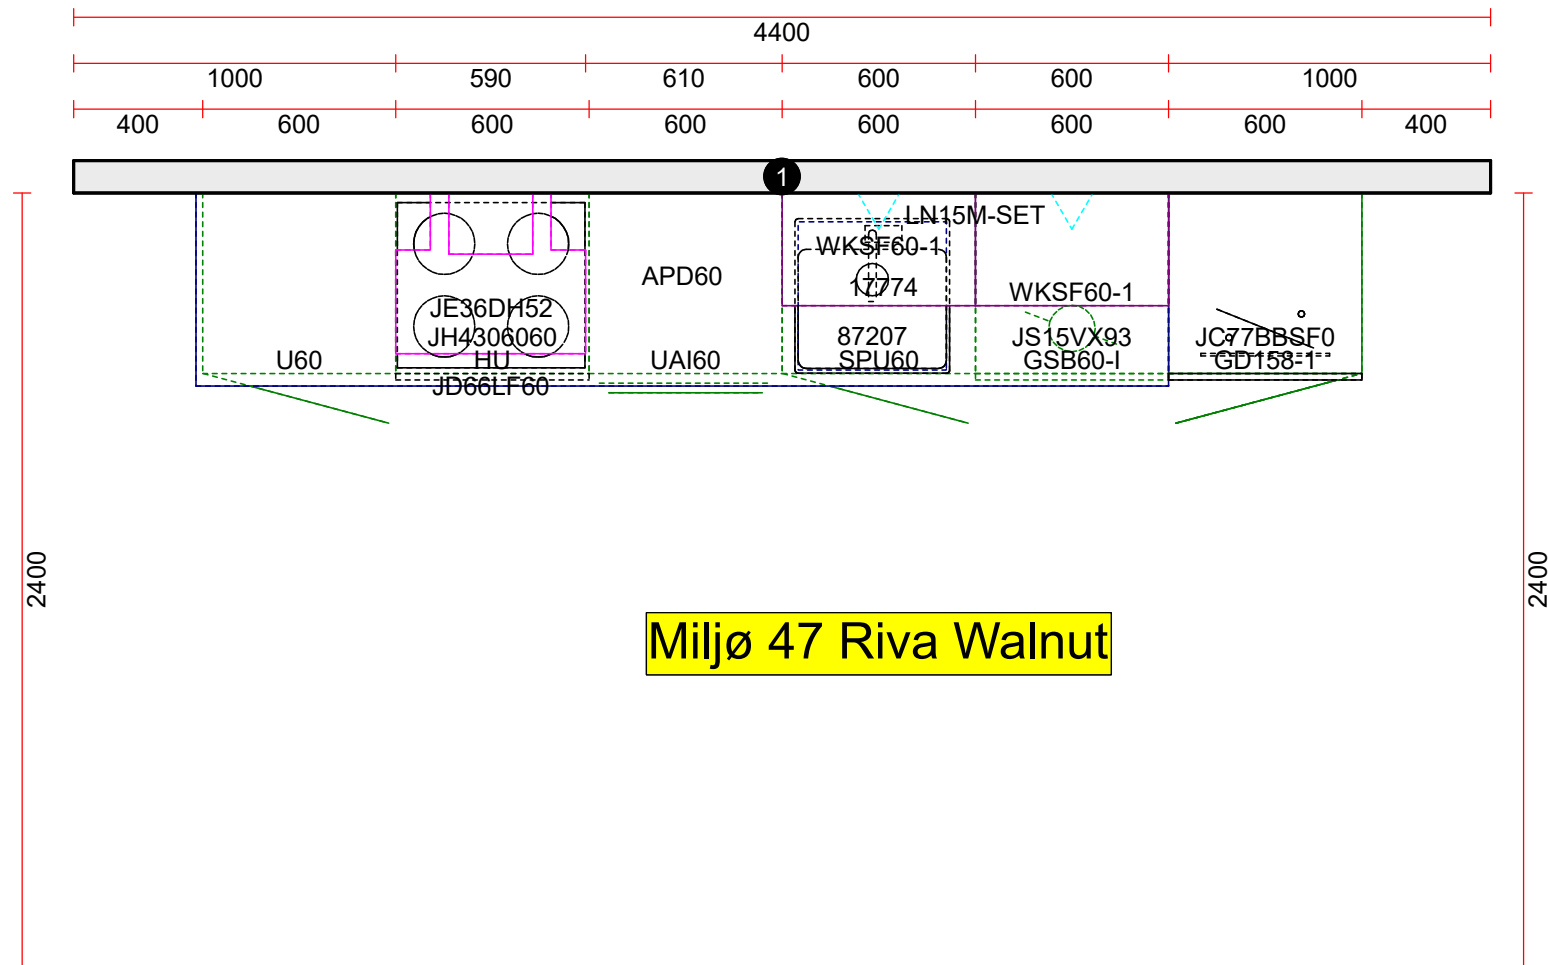 4400
1000 590 610 600 600 1000
400 600 600 600 600 600 600 400
1
LN15M-SET
WKSF60-1
APD60
17774
WKSF60-1
JE36DH52
JH4306060
87207
JS15VX93
JC77BBSF0
U60
HU
UAI60
SPU60
GSB60-I
GD158-1
JD66LF60
2400
2400
Miljø 47 Riva Walnut